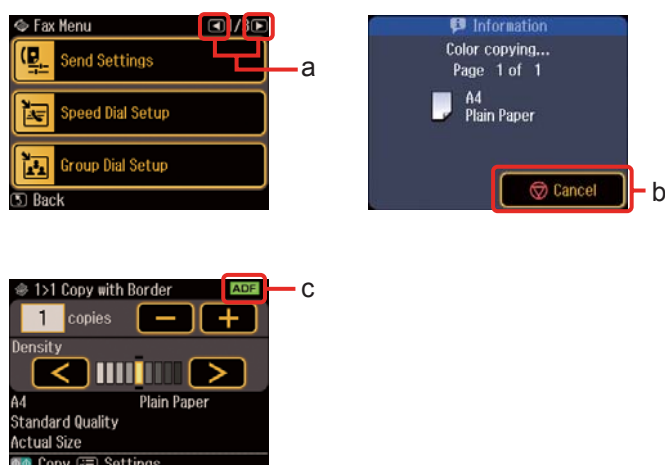 Fax Menu 1/3
Send Settings
a
Speed Dial Setup
Group Dial Setup
Back
Information
Color copying...
Page 1 of 1
A4
Plain Paper
Cancel
b
1>1 Copy with Border ADF
c
1 copies
Density
A4 Plain Paper
Standard Quality
Actual Size
Copy Settings